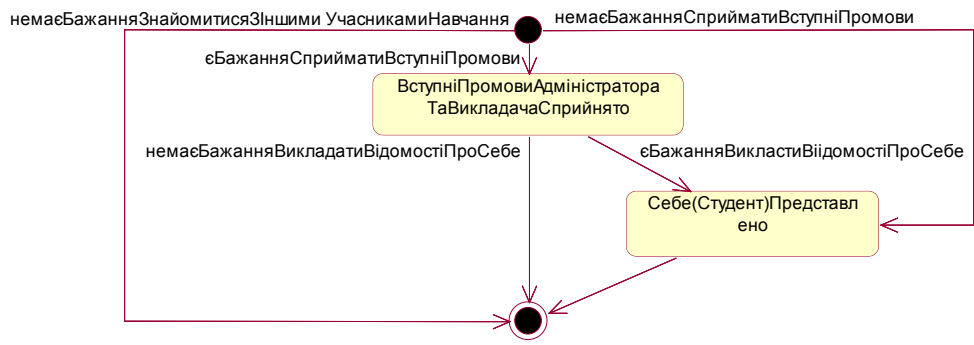 немаєБажанняЗнайомитисяЗІншими УчасникамиНавчання
немаєБажанняСприйматиВступніПромови
єБажанняСприйматиВступніПромови
ВступніПромовиАдміністратора
ТаВикладачаСприйнято
немаєБажанняВикладатиВідомостіПроСебе
єБажанняВикластиВіідомостіПроСебе
Себе(Студент)Представл
ено